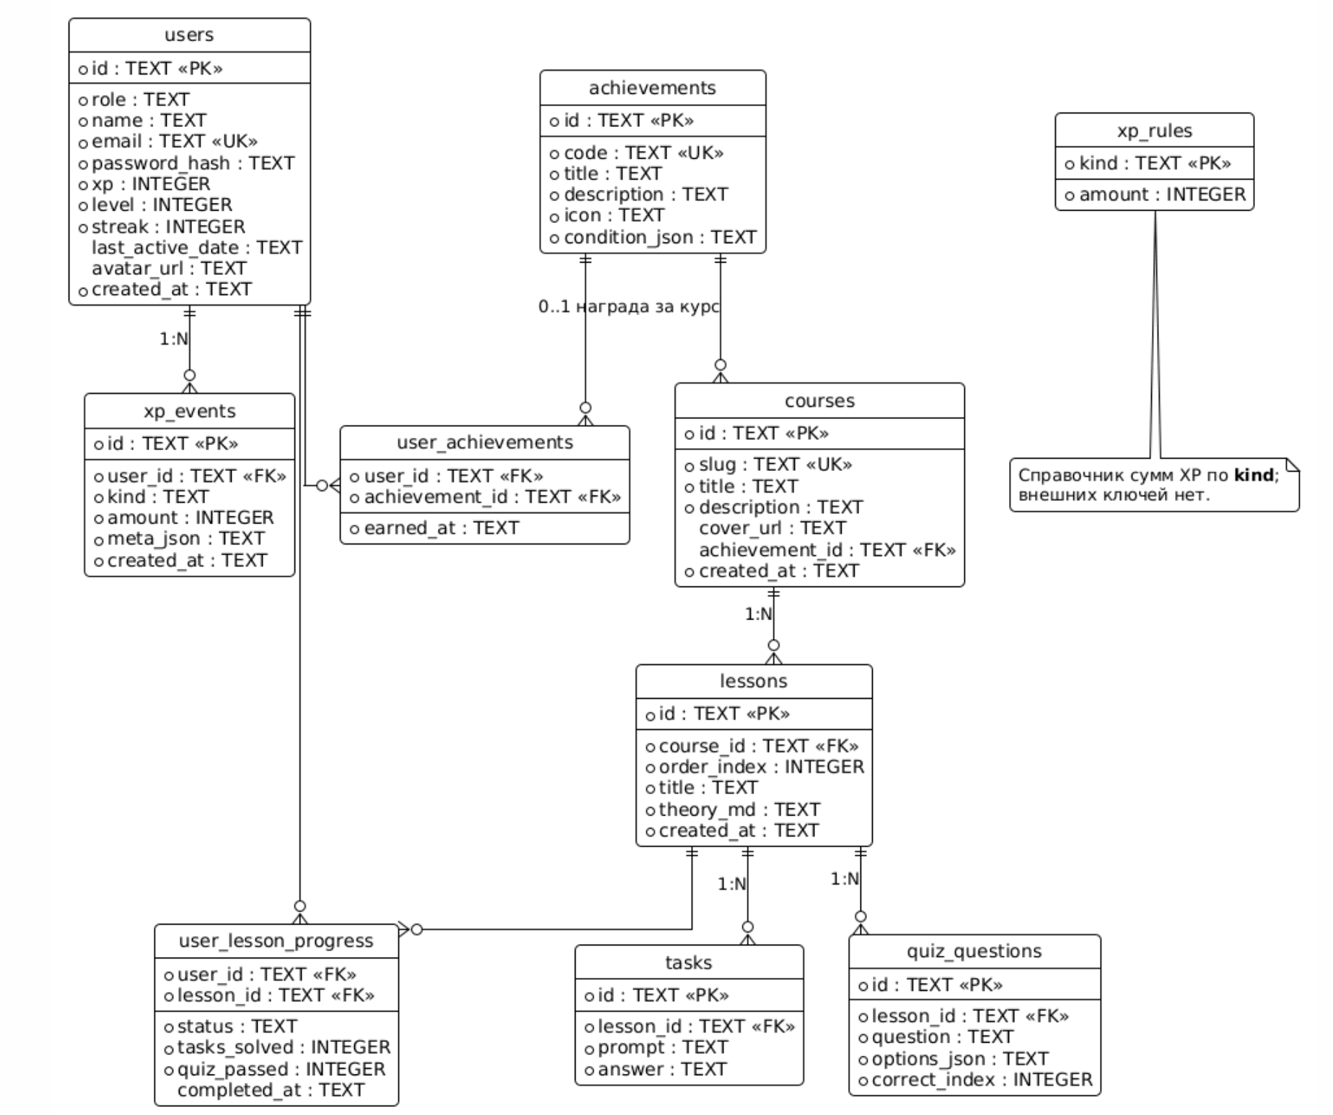 users
id : TEXT «PK»
role : TEXT
name : TEXT
email : TEXT «UK»
password_hash : TEXT
xp : INTEGER
level : INTEGER
streak : INTEGER
last_active_date : TEXT
avatar_url : TEXT
created_at : TEXT
achievements
id : TEXT «PK»
code : TEXT «UK»
title : TEXT
description : TEXT
icon : TEXT
condition_json : TEXT
xp_rules
kind : TEXT «PK»
amount : INTEGER
0..1 награда за курс
1:N
xp_events
id : TEXT «PK»
user_id : TEXT «FK»
kind : TEXT
amount : INTEGER
meta_json : TEXT
created_at : TEXT
user_achievements
user_id : TEXT «FK»
achievement_id : TEXT «FK»
earned_at : TEXT
courses
id : TEXT «PK»
slug : TEXT «UK»
title : TEXT
description : TEXT
cover_url : TEXT
achievement_id : TEXT «FK»
created_at : TEXT
Справочник сумм XP по kind;
внешних ключей нет.
1:N
lessons
id : TEXT «PK»
course_id : TEXT «FK»
order_index : INTEGER
title : TEXT
theory_md : TEXT
created_at : TEXT
1:N
1:N
user_lesson_progress
user_id : TEXT «FK»
lesson_id : TEXT «FK»
status : TEXT
tasks_solved : INTEGER
quiz_passed : INTEGER
completed_at : TEXT
tasks
id : TEXT «PK»
lesson_id : TEXT «FK»
prompt : TEXT
answer : TEXT
quiz_questions
id : TEXT «PK»
lesson_id : TEXT «FK»
question : TEXT
options_json : TEXT
correct_index : INTEGER